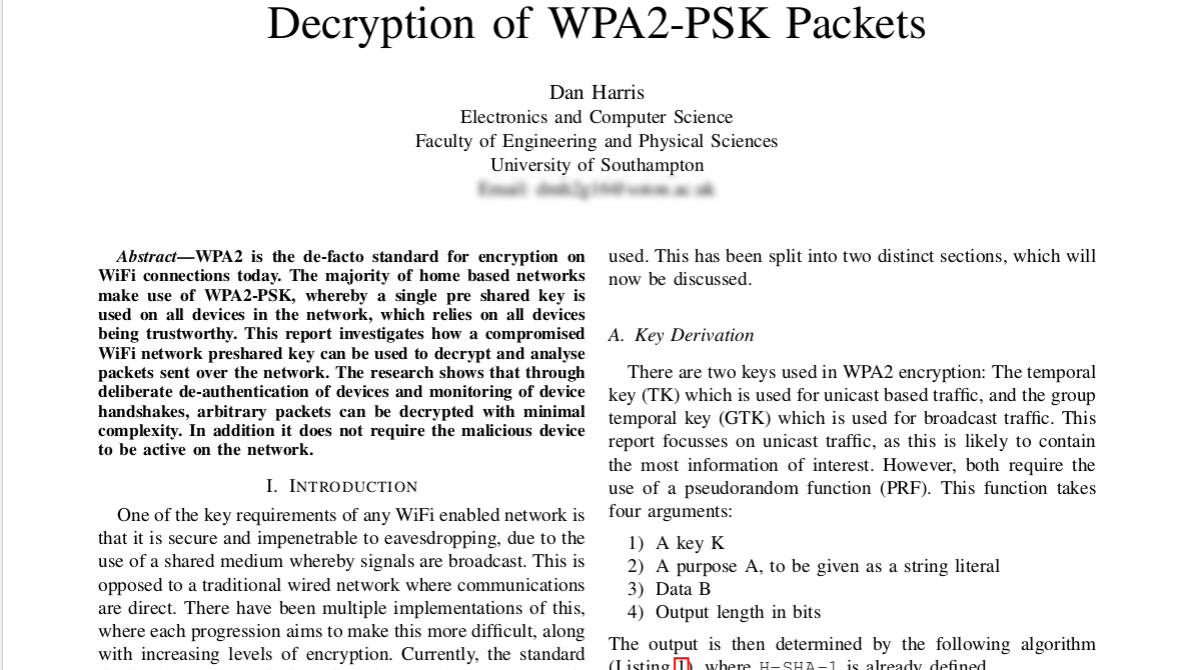 Decryption of WPA2-PSK Packets
Dan Harris
Electronics and Computer Science
Faculty of Engineering and Physical Sciences
University of Southampton
Abstract—WPA2 is the de-facto standard for encryption on
WiFi connections today. The majority of home based networks
make use of WPA2-PSK, whereby a single pre shared key is
used on all devices in the network, which relies on all devices
being trustworthy. This report investigates how a compromised
WiFi network preshared key can be used to decrypt and analyse
packets sent over the network. The research shows that through
deliberate de-authentication of devices and monitoring of device
handshakes, arbitrary packets can be decrypted with minimal
complexity. In addition it does not require the malicious device
to be active on the network.
I. INTRODUCTION
One of the key requirements of any WiFi enabled network is
that it is secure and impenetrable to eavesdropping, due to the
use of a shared medium whereby signals are broadcast. This is
opposed to a traditional wired network where communications
are direct. There have been multiple implementations of this,
where each progression aims to make this more difficult, along
with increasing levels of encryption. Currently, the standard
used. This has been split into two distinct sections, which will
now be discussed.
A. Key Derivation
There are two keys used in WPA2 encryption: The temporal
key (TK) which is used for unicast based traffic, and the group
temporal key (GTK) which is used for broadcast traffic. This
report focusses on unicast traffic, as this is likely to contain
the most information of interest. However, both require the
use of a pseudorandom function (PRF). This function takes
four arguments:
1) A key K
2) A purpose A, to be given as a string literal
3) Data B
4) Output length in bits
The output is then determined by the following algorithm
(Listing 1), where H-SHA-1 is already defined